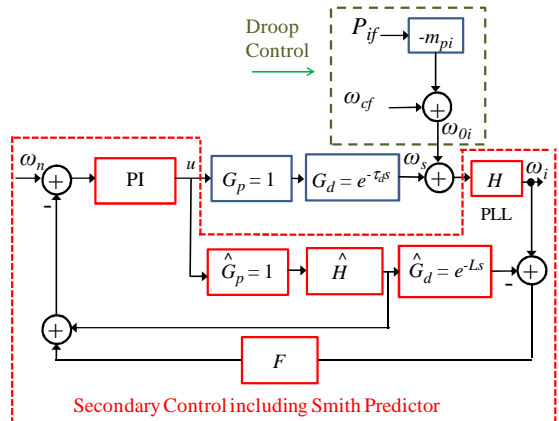 Droop
Control
P_if
-m_pi
ω_cf
ω_0i
ω_n
PI
u
G_p = 1
G_d = e^{-τ_d s}
ω_s
H
ω_i
PLL
-
Ĝ_p = 1
Ĥ
Ĝ_d = e^{-Ls}
-
F
Secondary Control including Smith Predictor